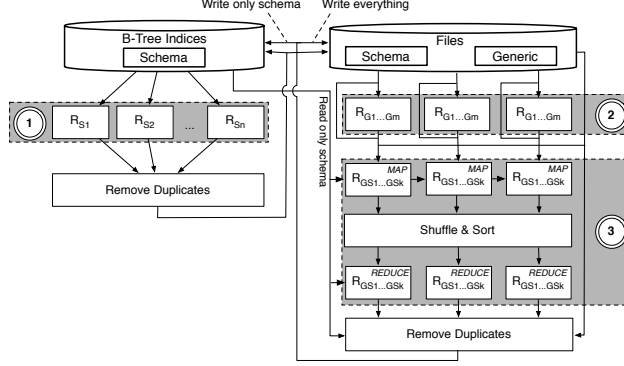 Write only schema
Write everything
B-Tree Indices
Schema
Files
Schema
Generic
1
R_S1
R_S2
...
R_Sn
Remove Duplicates
Read only schema
R_G1...Gm
R_G1...Gm
R_G1...Gm
2
MAP
R_GS1...GSk
MAP
R_GS1...GSk
MAP
R_GS1...GSk
Shuffle & Sort
3
REDUCE
R_GS1...GSk
REDUCE
R_GS1...GSk
REDUCE
R_GS1...GSk
Remove Duplicates